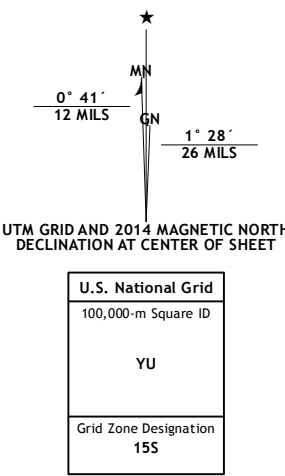 ★
MN
0° 41´
12 MILS
GN
1° 28´
26 MILS
UTM GRID AND 2014 MAGNETIC NORTH
DECLINATION AT CENTER OF SHEET
U.S. National Grid
100,000-m Square ID
YU
Grid Zone Designation
15S